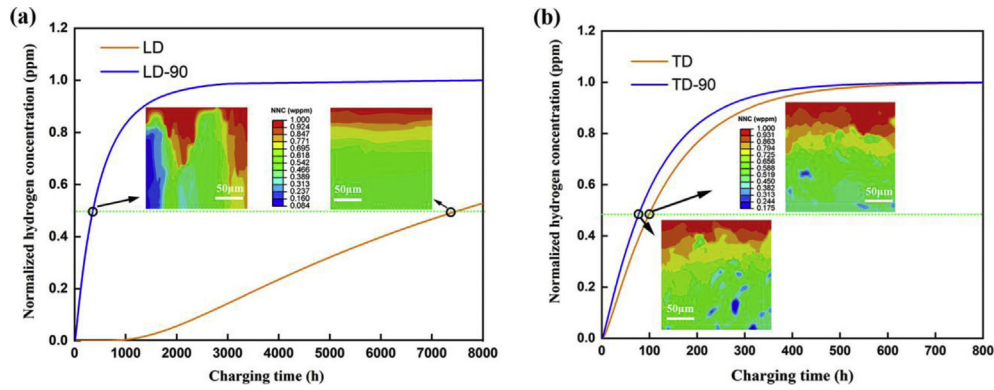 (a)
Normalized hydrogen concentration (ppm)
1.2
1.0
0.8
0.6
0.4
0.2
0.0
LD
LD-90
50μm
NNC (wppm)
1.000
0.924
0.847
0.771
0.695
0.618
0.542
0.466
0.389
0.313
0.237
0.160
0.084
50μm
0 1000 2000 3000 4000 5000 6000 7000 8000
Charging time (h)
(b)
Normalized hydrogen concentration (ppm)
1.2
1.0
0.8
0.6
0.4
0.2
0.0
TD
TD-90
NNC (wppm)
1.000
0.931
0.863
0.794
0.725
0.656
0.588
0.519
0.450
0.382
0.313
0.244
0.175
50μm
50μm
0 100 200 300 400 500 600 700 800
Charging time (h)